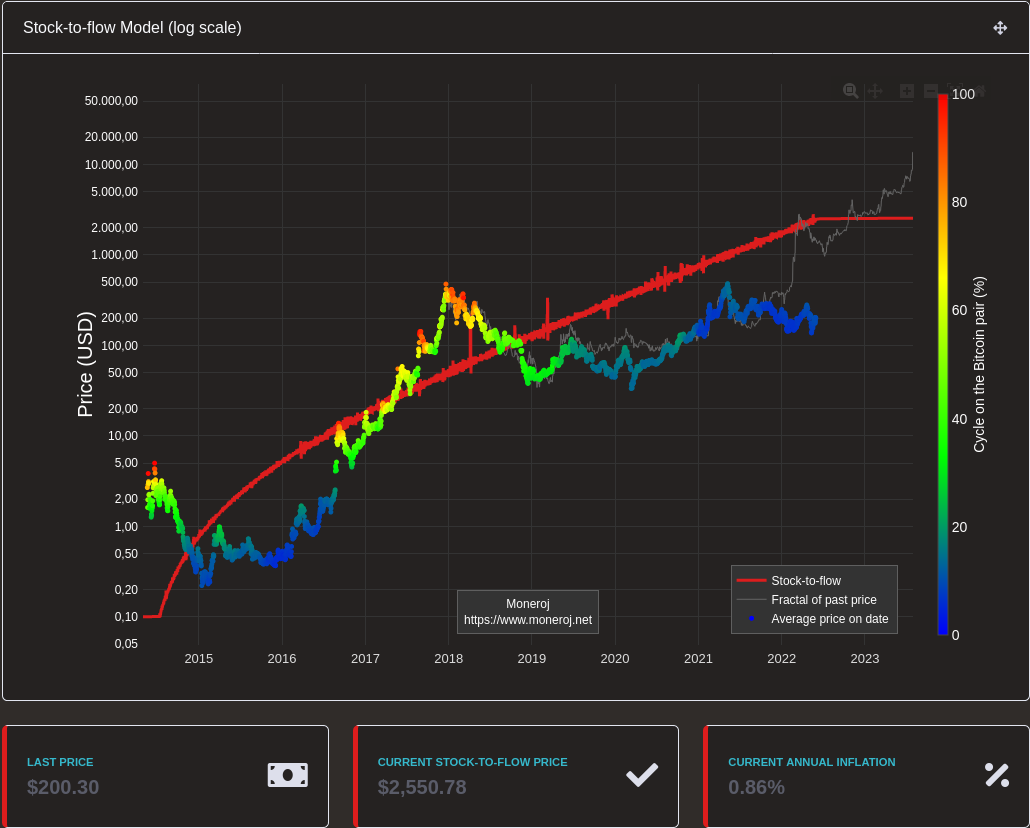 Stock-to-flow Model (log scale)
50.000,00
20.000,00
10.000,00
5.000,00
2.000,00
1.000,00
500,00
200,00
100,00
50,00
20,00
10,00
5,00
2,00
1,00
0,50
0,20
0,10
0,05
Price (USD)
2015 2016 2017 2018 2019 2020 2021 2022 2023
100
80
60
40
20
0
Cycle on the Bitcoin pair (%)
Stock-to-flow
Fractal of past price
Average price on date
Moneroj
https://www.moneroj.net
LAST PRICE
$200.30
CURRENT STOCK-TO-FLOW PRICE
$2,550.78
CURRENT ANNUAL INFLATION
0.86%